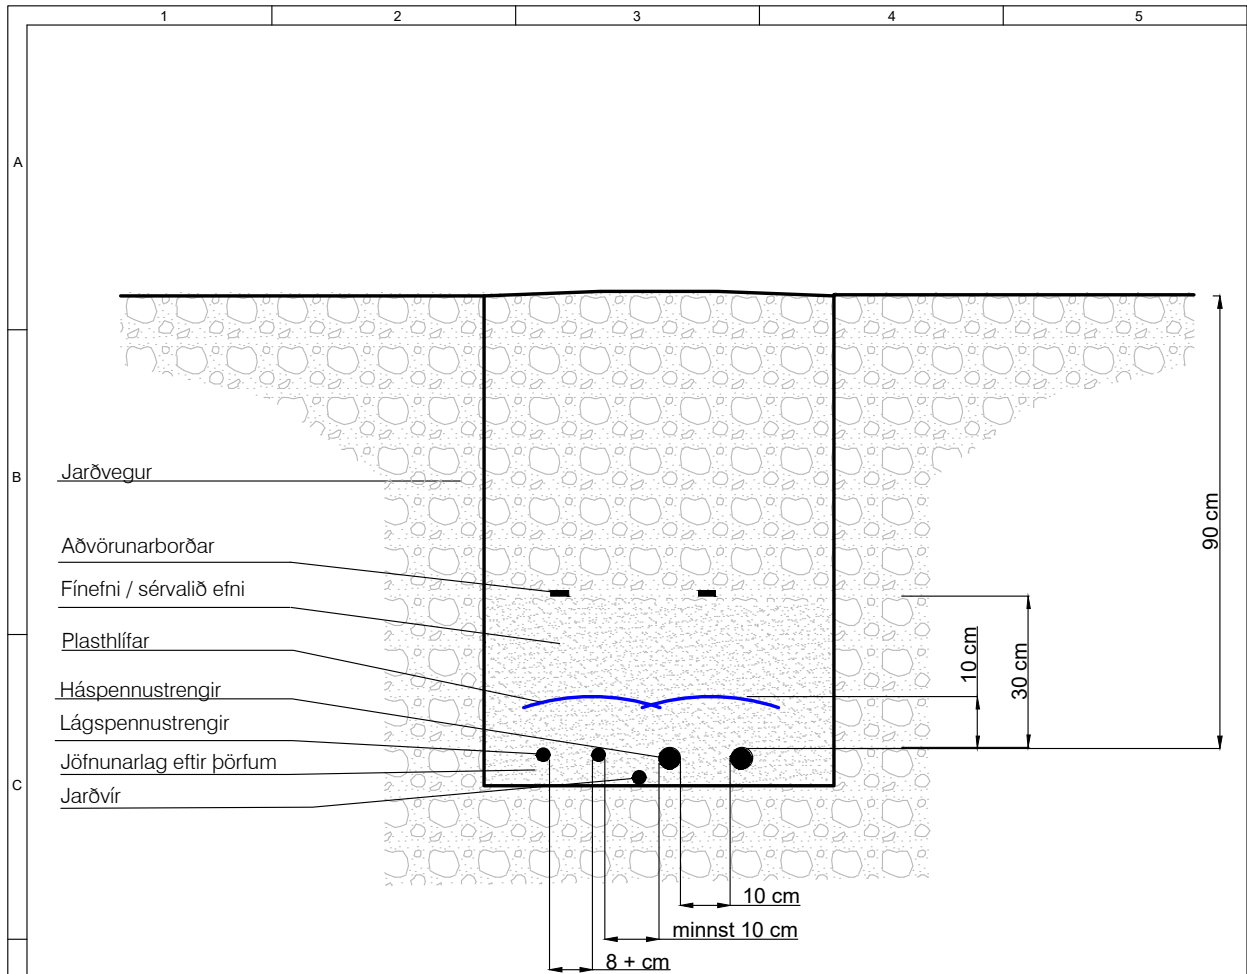 1 2 3 4 5
A
B
C
Jarðvegur
Aðvörunarborðar
Fínefni / sérvalið efni
Plasthlífar
Háspennustrengir
Lágspennustrengir
Jöfnunarlag eftir þörfum
Jarðvír
90 cm
10 cm
30 cm
10 cm
minnst 10 cm
8 + cm